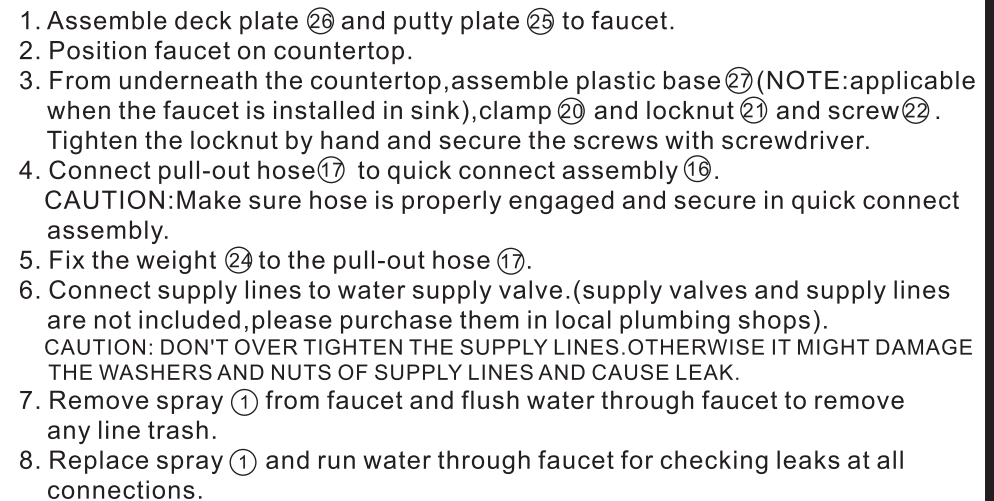 1. Assemble deck plate ㉖ and putty plate ㉕ to faucet.
2. Position faucet on countertop.
3. From underneath the countertop,assemble plastic base㉗(NOTE:applicable
when the faucet is installed in sink),clamp ⑳ and locknut㉑ and screw㉒.
Tighten the locknut by hand and secure the screws with screwdriver.
4. Connect pull-out hose⑰ to quick connect assembly⑯.
CAUTION:Make sure hose is properly engaged and secure in quick connect
assembly.
5. Fix the weight ㉔ to the pull-out hose ⑰.
6. Connect supply lines to water supply valve.(supply valves and supply lines
are not included,please purchase them in local plumbing shops).
CAUTION: DON'T OVER TIGHTEN THE SUPPLY LINES.OTHERWISE IT MIGHT DAMAGE
THE WASHERS AND NUTS OF SUPPLY LINES AND CAUSE LEAK.
7. Remove spray ① from faucet and flush water through faucet to remove
any line trash.
8. Replace spray ① and run water through faucet for checking leaks at all
connections.